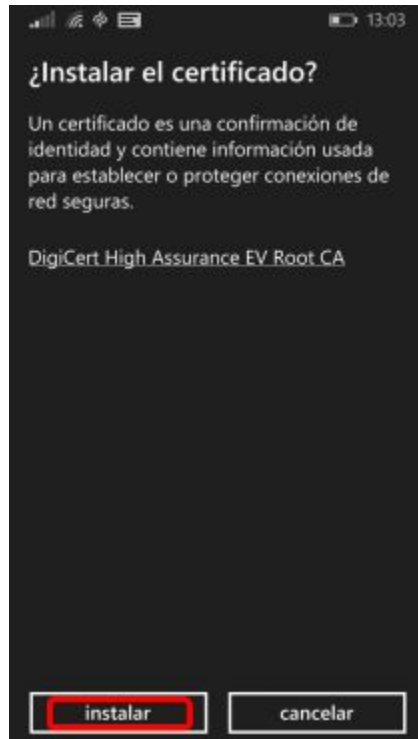 13:03
¿Instalar el certificado?
Un certificado es una confirmación de
identidad y contiene información usada
para establecer o proteger conexiones de
red seguras.
DigiCert High Assurance EV Root CA
instalar
cancelar